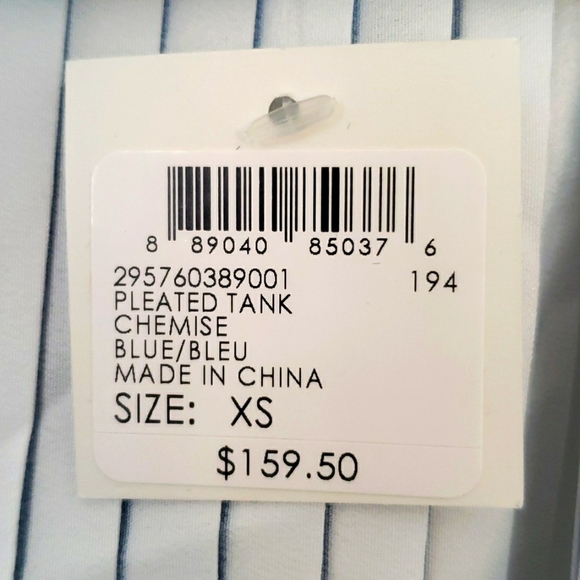 8 89040 85037 6
295760389001 194
PLEATED TANK
CHEMISE
BLUE/BLEU
MADE IN CHINA
SIZE: XS
$159.50